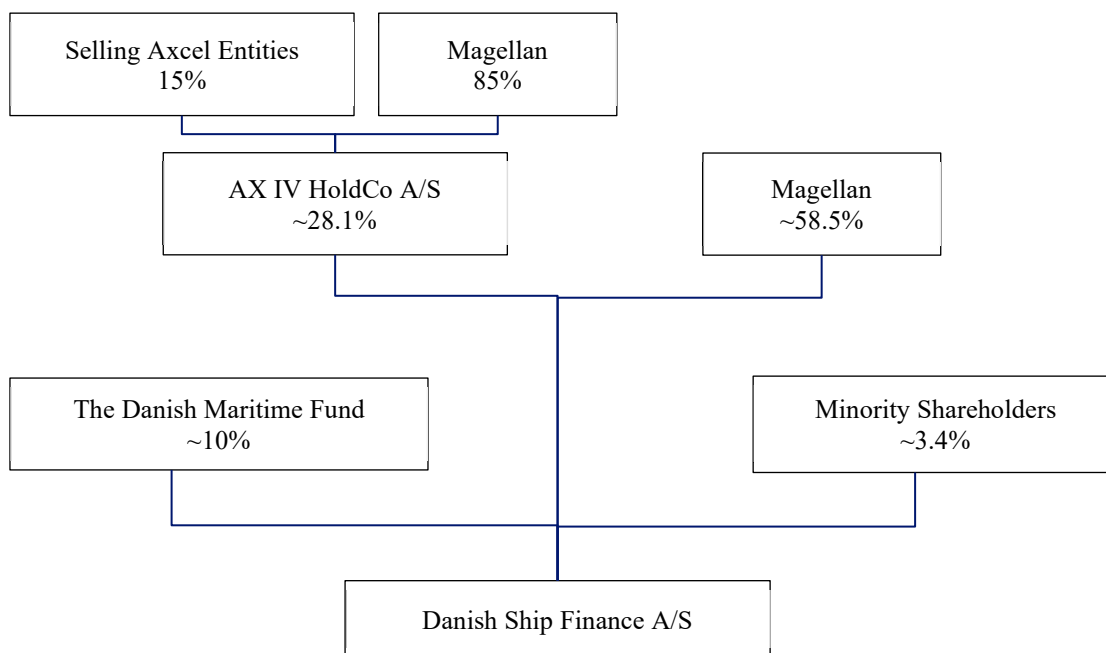 Selling Axcel Entities
15%
Magellan
85%
AX IV HoldCo A/S
~28.1%
Magellan
~58.5%
The Danish Maritime Fund
~10%
Minority Shareholders
~3.4%
Danish Ship Finance A/S